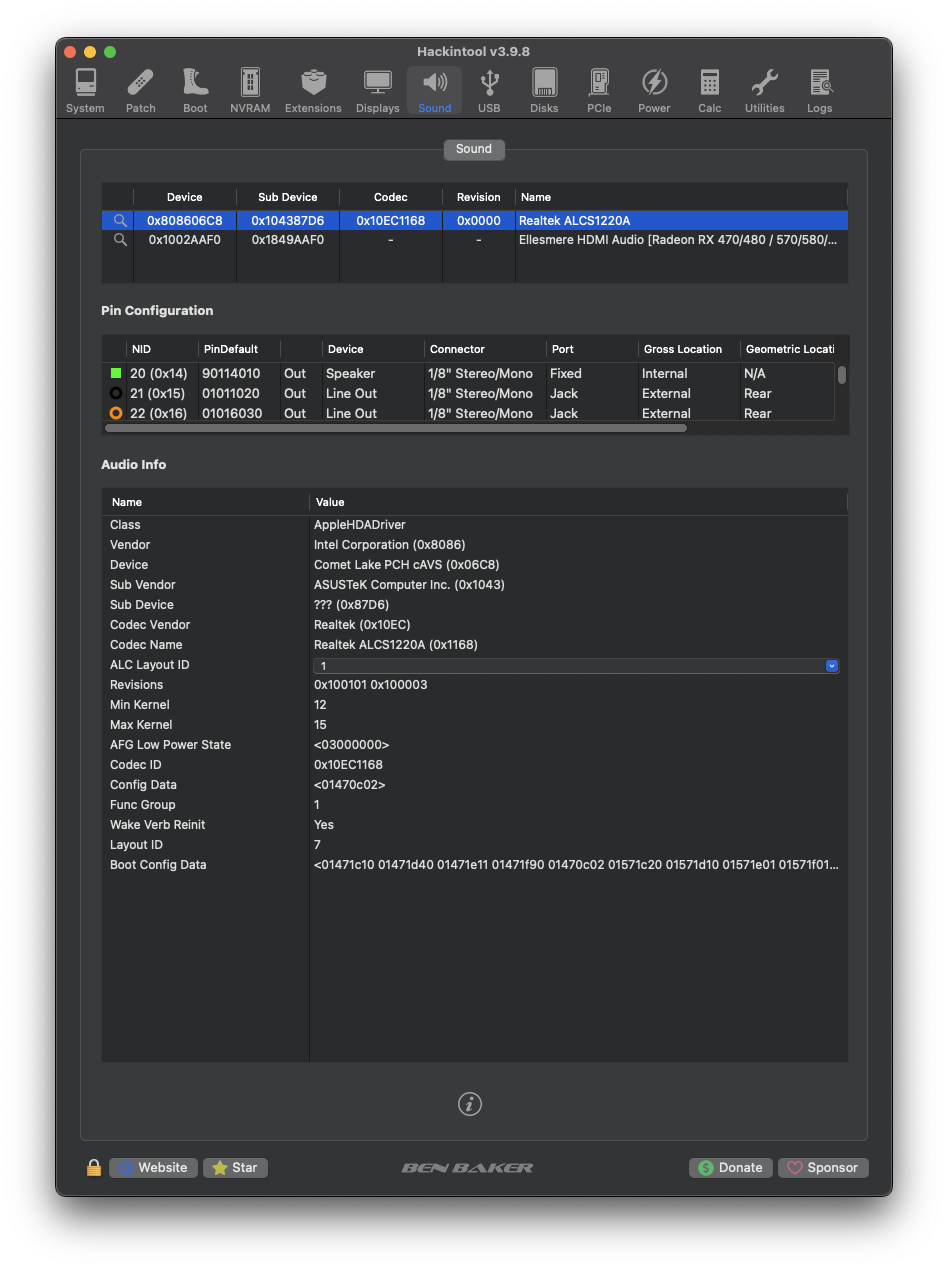 Hackintool v3.9.8
System Patch Boot NVRAM Extensions Displays Sound USB Disks PCIe Power Calc Utilities Logs
Sound
Device Sub Device Codec Revision Name
0x808606C8 0x104387D6 0x10EC1168 0x0000 Realtek ALCS1220A
0x1002AAF0 0x1849AAF0 - - Ellesmere HDMI Audio [Radeon RX 470/480 / 570/580/...
Pin Configuration
NID PinDefault Device Connector Port Gross Location Geometric Locati
20 (0x14) 90114010 Out Speaker 1/8" Stereo/Mono Fixed Internal N/A
21 (0x15) 01011020 Out Line Out 1/8" Stereo/Mono Jack External Rear
22 (0x16) 01016030 Out Line Out 1/8" Stereo/Mono Jack External Rear
Audio Info
Name Value
Class AppleHDADriver
Vendor Intel Corporation (0x8086)
Device Comet Lake PCH cAVS (0x06C8)
Sub Vendor ASUSTeK Computer Inc. (0x1043)
Sub Device ??? (0x87D6)
Codec Vendor Realtek (0x10EC)
Codec Name Realtek ALCS1220A (0x1168)
ALC Layout ID 1
Revisions 0x100101 0x100003
Min Kernel 12
Max Kernel 15
AFG Low Power State <03000000>
Codec ID 0x10EC1168
Config Data <01470c02>
Func Group 1
Wake Verb Reinit Yes
Layout ID 7
Boot Config Data <01471c10 01471d40 01471e11 01471f90 01470c02 01571c20 01571d10 01571e01 01571f01...
Website Star BEN BAKER Donate Sponsor